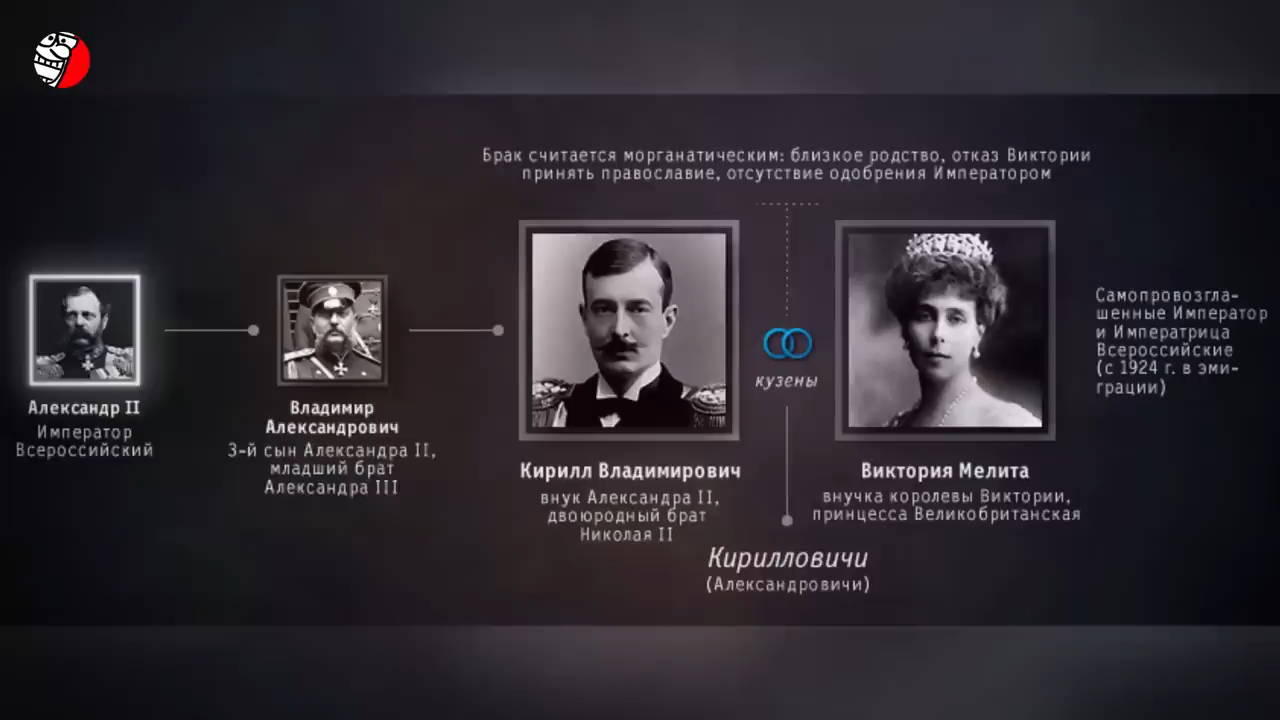 Брак считается морганатическим: близкое родство, отказ Виктории
принять православие, отсутствие одобрения Императором
Александр II
Император
Всероссийский
Владимир
Александрович
3-й сын Александра II,
младший брат
Александра III
Кирилл Владимирович
внук Александра II,
двоюродный брат
Николая II
кузены
Виктория Мелита
внучка королевы Виктории,
принцесса Великобританская
Самопровозгла-
шенные Император
и Императрица
Всероссийские
(с 1924 г. в эми-
грации)
Кирилловичи
(Александровичи)